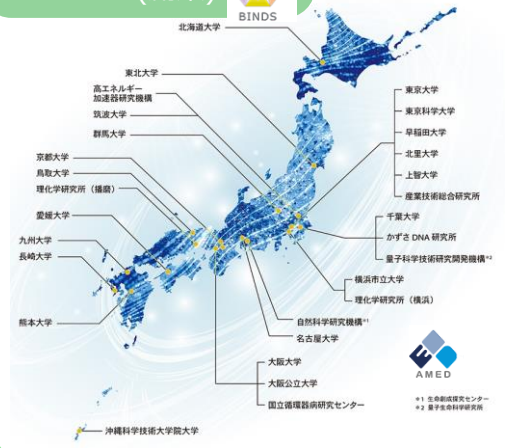 BINDS
北海道大学
東北大学
高エネルギー
加速器研究機構
筑波大学
群馬大学
京都大学
鳥取大学
理化学研究所（播磨）
愛媛大学
九州大学
長崎大学
熊本大学
東京大学
東京科学大学
早稲田大学
北里大学
上智大学
産業技術総合研究所
千葉大学
かずさ DNA 研究所
量子科学技術研究開発機構※2
横浜市立大学
理化学研究所（横浜）
自然科学研究機構※1
名古屋大学
大阪大学
大阪公立大学
国立循環器病研究センター
沖縄科学技術大学院大学
AMED
※1 生命創成探究センター
※2 量子生命科学研究所